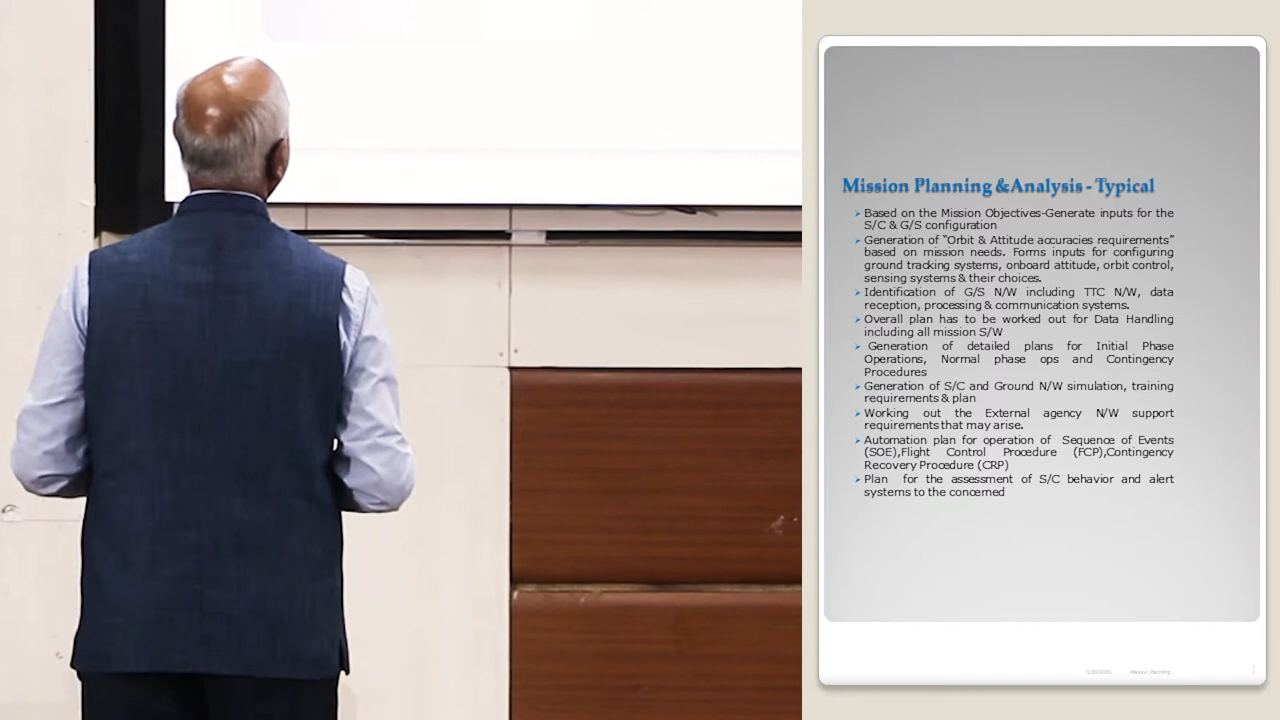 Mission Planning &Analysis - Typical
Based on the Mission Objectives-Generate inputs for the
S/C & G/S configuration
Generation of “Orbit & Attitude accuracies requirements”
based on mission needs. Forms inputs for configuring
ground tracking systems, onboard attitude, orbit control,
sensing systems & their choices.
Identification of G/S N/W including TTC N/W, data
reception, processing & communication systems.
Overall plan has to be worked out for Data Handling
including all mission S/W
Generation of detailed plans for Initial Phase
Operations, Normal phase ops and Contingency
Procedures
Generation of S/C and Ground N/W simulation, training
requirements & plan
Working out the External agency N/W support
requirements that may arise.
Automation plan for operation of Sequence of Events
(SOE),Flight Control Procedure (FCP),Contingency
Recovery Procedure (CRP)
Plan for the assessment of S/C behavior and alert
systems to the concerned
Mission Planning